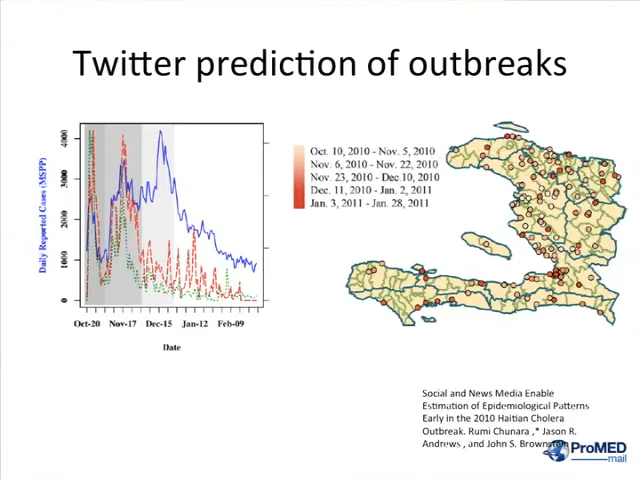 Twitter prediction of outbreaks
Daily Reported Cases (MSPP)
4000
3000
2000
1000
0
Oct-20 Nov-17 Dec-15 Jan-12 Feb-09
Date
Oct. 10, 2010 - Nov. 5, 2010
Nov. 6, 2010 - Nov. 22, 2010
Nov. 23, 2010 - Dec.10, 2010
Dec. 11, 2010 - Jan. 2, 2011
Jan. 3, 2011 - Jan. 28, 2011
Social and News Media Enable
Estimation of Epidemiological Patterns
Early in the 2010 Haitian Cholera
Outbreak. Rumi Chunara ,* Jason R.
Andrews , and John S. Brownstein
ProMED
mail